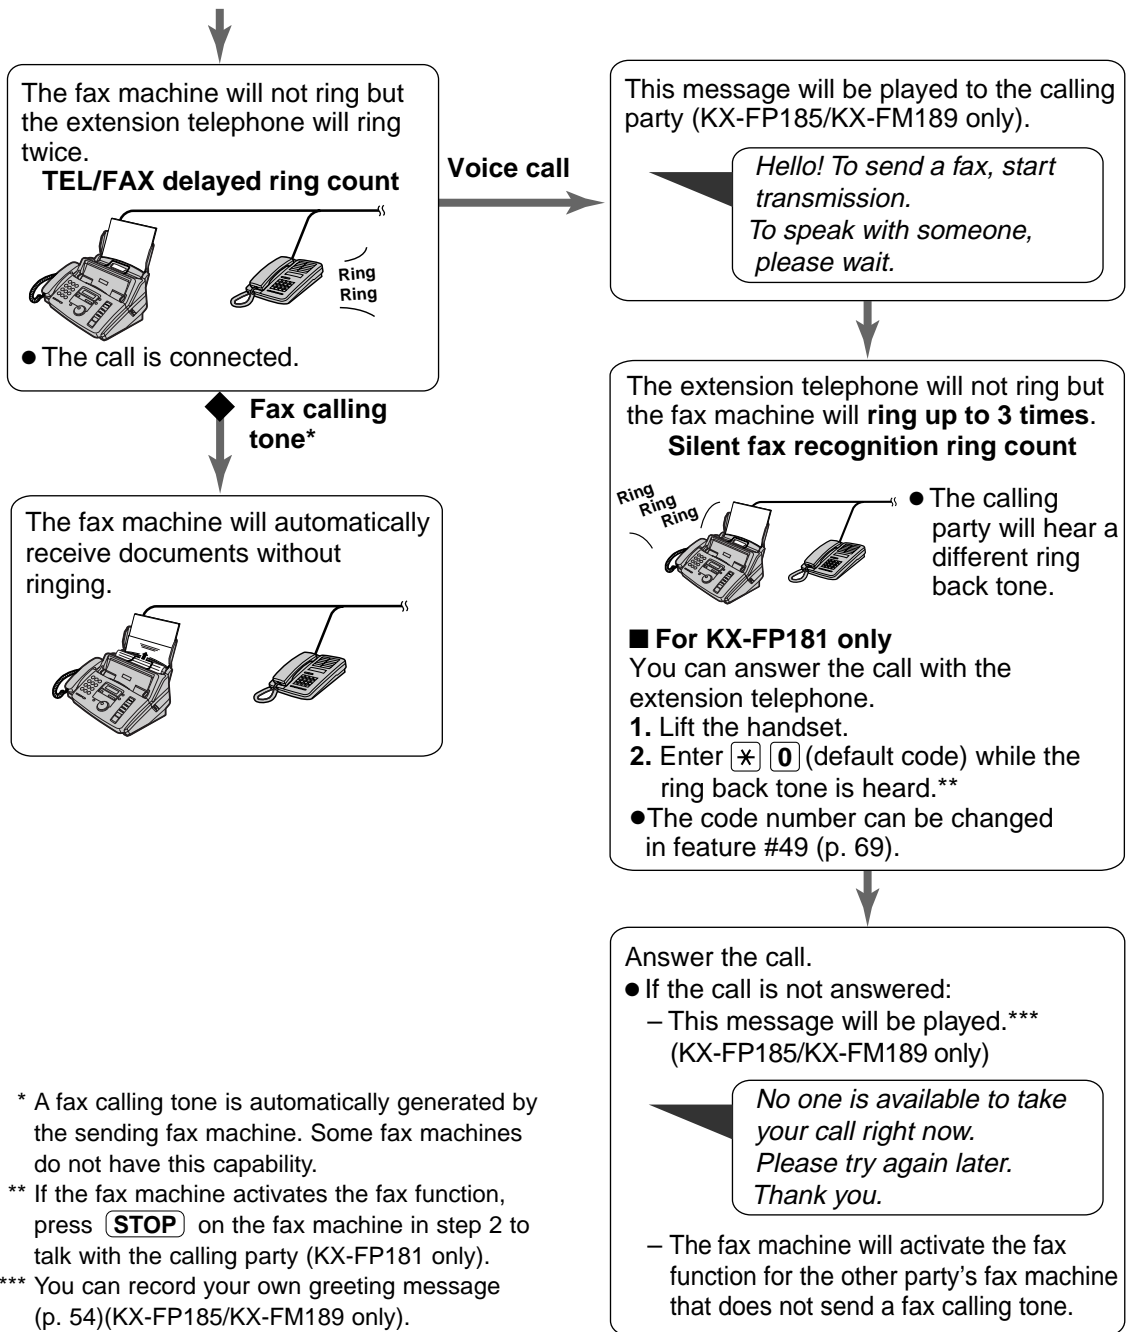 The fax machine will not ring but
the extension telephone will ring
twice.
TEL/FAX delayed ring count
Ring
Ring
● The call is connected.
Voice call
Fax calling
tone*
The fax machine will automatically
receive documents without
ringing.
This message will be played to the calling
party (KX-FP185/KX-FM189 only).
Hello! To send a fax, start
transmission.
To speak with someone,
please wait.
The extension telephone will not ring but
the fax machine will ring up to 3 times.
Silent fax recognition ring count
Ring
Ring
Ring
● The calling
party will hear a
different ring
back tone.
■ For KX-FP181 only
You can answer the call with the
extension telephone.
1. Lift the handset.
2. Enter ✳ 0 (default code) while the
ring back tone is heard.**
●The code number can be changed
in feature #49 (p. 69).
Answer the call.
● If the call is not answered:
– This message will be played.***
(KX-FP185/KX-FM189 only)
No one is available to take
your call right now.
Please try again later.
Thank you.
– The fax machine will activate the fax
function for the other party's fax machine
that does not send a fax calling tone.
* A fax calling tone is automatically generated by
the sending fax machine. Some fax machines
do not have this capability.
** If the fax machine activates the fax function,
press STOP on the fax machine in step 2 to
talk with the calling party (KX-FP181 only).
*** You can record your own greeting message
(p. 54)(KX-FP185/KX-FM189 only).